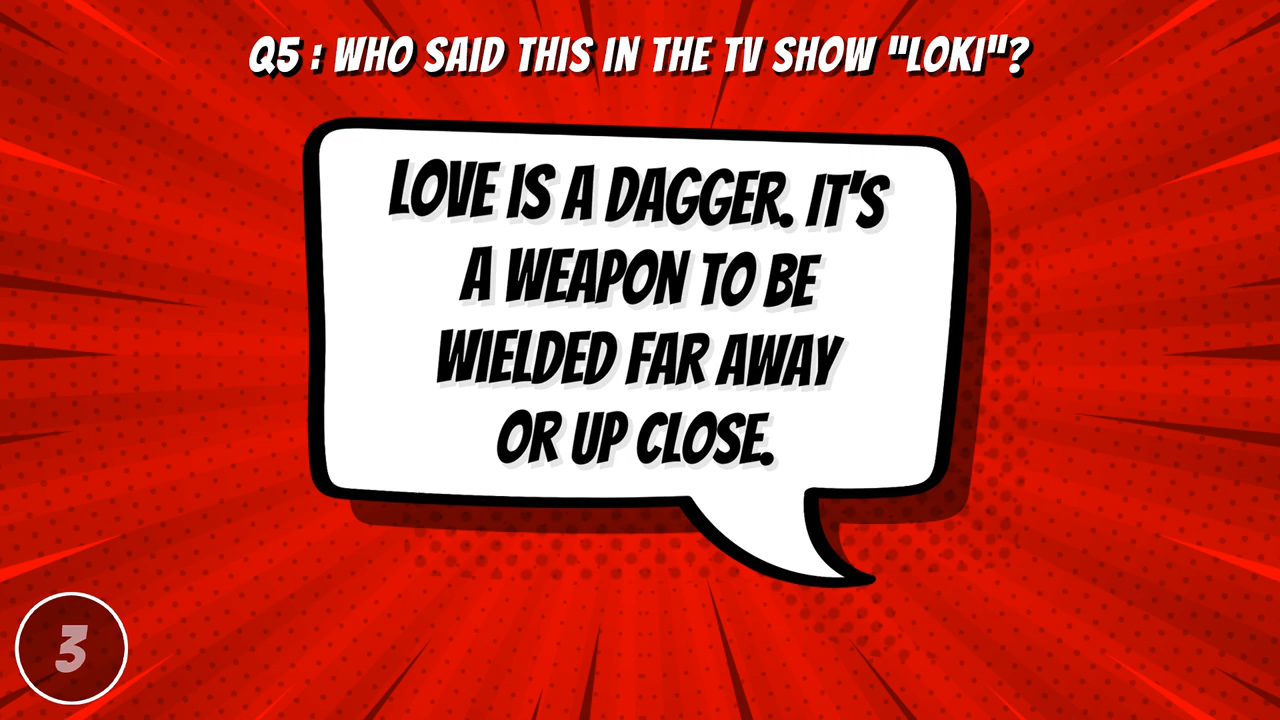 Q5 : WHO SAID THIS IN THE TV SHOW "LOKI"?
LOVE IS A DAGGER. IT'S
A WEAPON TO BE
WIELDED FAR AWAY
OR UP CLOSE.
3